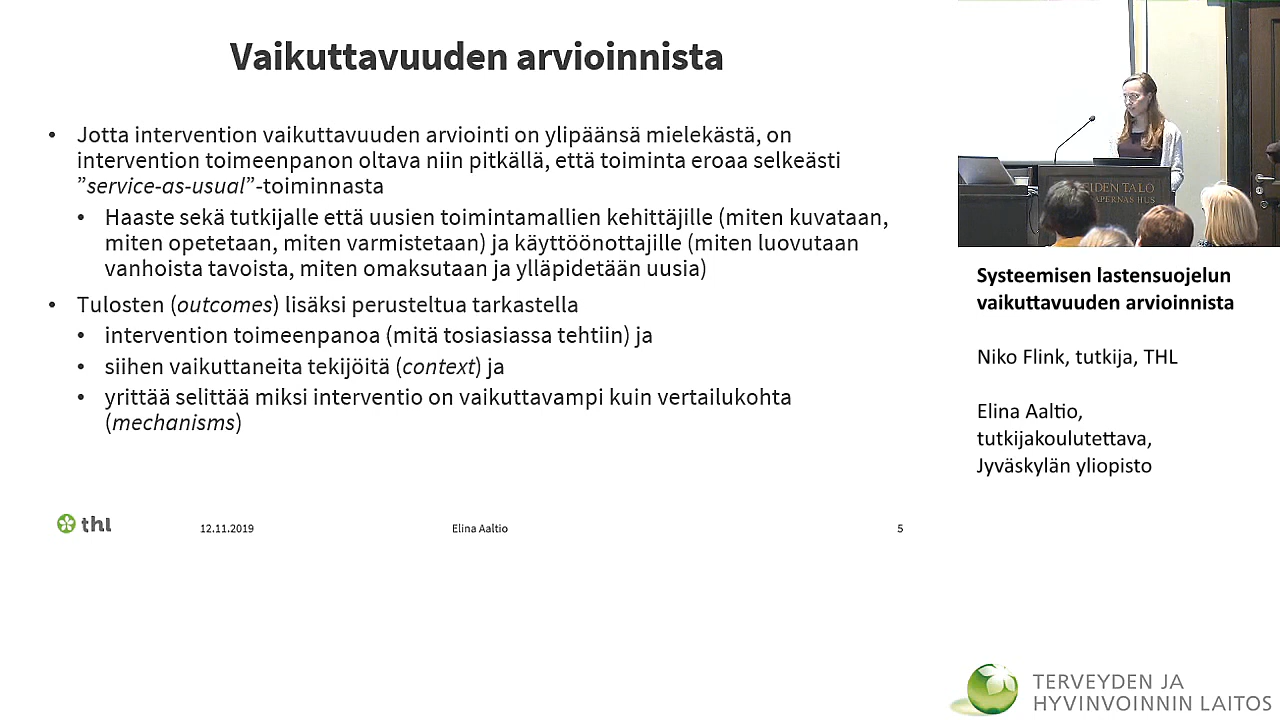 Vaikuttavuuden arvioinnista
• Jotta intervention vaikuttavuuden arviointi on ylipäänsä mielekästä, on
intervention toimeenpanon oltava niin pitkällä, että toiminta eroaa selkeästi
”service-as-usual”-toiminnasta
• Haaste sekä tutkijalle että uusien toimintamallien kehittäjille (miten kuvataan,
miten opetetaan, miten varmistetaan) ja käyttöönottajille (miten luovutaan
vanhoista tavoista, miten omaksutaan ja ylläpidetään uusia)
• Tulosten (outcomes) lisäksi perusteltua tarkastella
• intervention toimeenpanoa (mitä tosiasiassa tehtiin) ja
• siihen vaikuttaneita tekijöitä (context) ja
• yrittää selittää miksi interventio on vaikuttavampi kuin vertailukohta
(mechanisms)
thl
12.11.2019
Elina Aaltio
5
EIDEN TALO
APERNAS HUS
Systeemisen lastensuojelun
vaikuttavuuden arvioinnista
Niko Flink, tutkija, THL
Elina Aaltio,
tutkijakoulutettava,
Jyväskylän yliopisto
TERVEYDEN JA
HYVINVOINNIN LAITOS